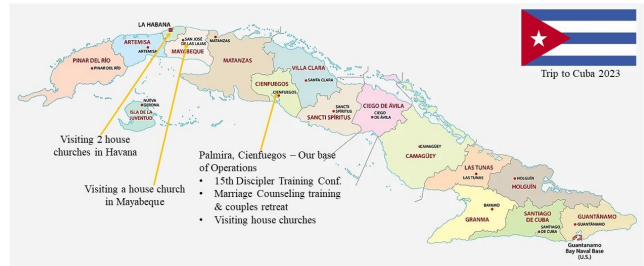 LA HABANA
ARTEMISA
ARTEMISA
SAN JOSÉ
DE LAS LAJAS
MAYABEQUE
MATANZAS
PINAR DEL RÍO
PINAR DEL RÍO
MATANZAS
VILLA CLARA
SANTA CLARA
CIENFUEGOS
CIENFUEGOS
NUEVA
GERONA
ISLA DE LA
JUVENTUD
SANCTI
SPÍRITUS
SANCTI SPÍRITUS
CIEGO DE ÁVILA
CIEGO
DE ÁVILA
CAMAGÜEY
CAMAGÜEY
LAS TUNAS
LAS TUNAS
HOLGUÍN
HOLGUÍN
BAYAMO
GRANMA
SANTIAGO
DE CUBA
SANTIAGO
DE CUBA
GUANTÁNAMO
GUANTÁNAMO
Guantanamo
Bay Naval Base
(U.S.)
Trip to Cuba 2023
Visiting 2 house
churches in Havana
Visiting a house church
in Mayabeque
Palmira, Cienfuegos – Our base
of Operations
• 15th Discipler Training Conf.
• Marriage Counseling training
& couples retreat
• Visiting house churches